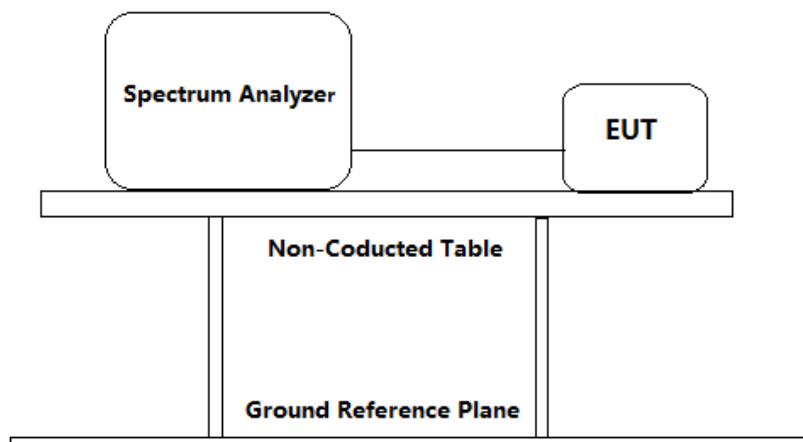 Spectrum Analyzer
EUT
Non-Coducted Table
Ground Reference Plane